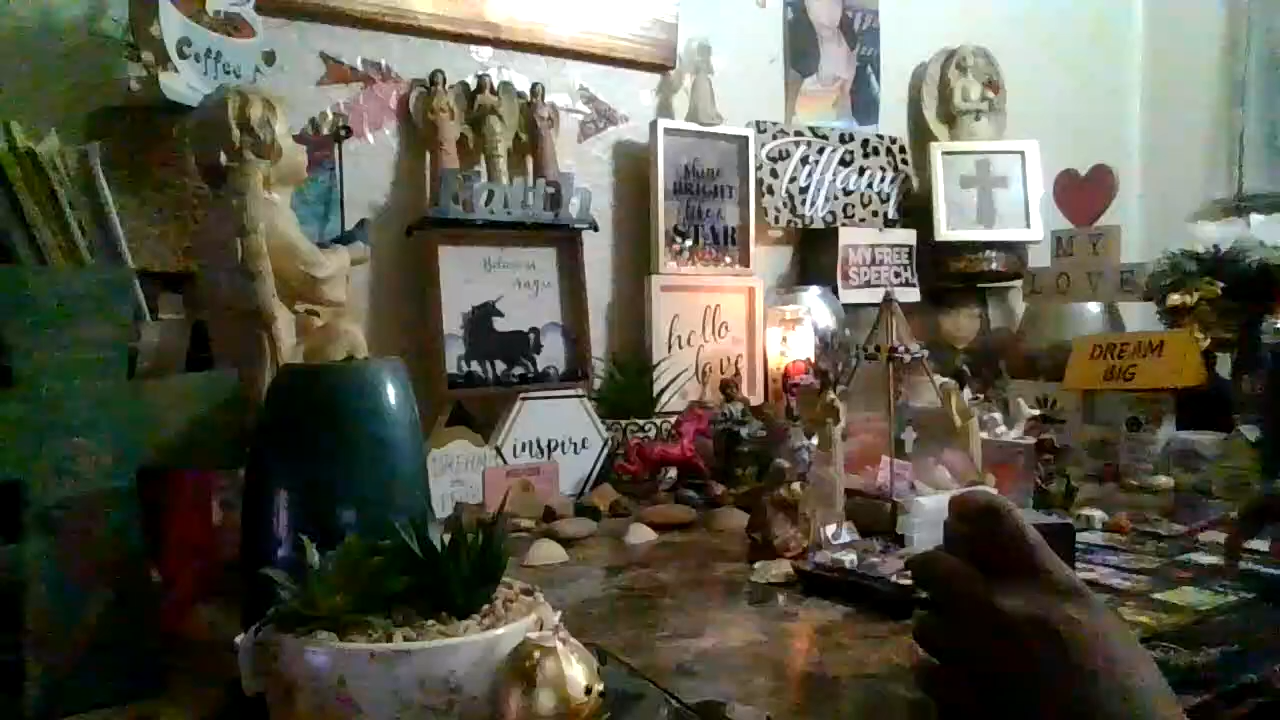 Coffee
Faith
Believe in
Magic
Shine
BRIGHT
like a
STAR
Tiffany
MY FREE
SPEECH.
hello
love
MY
LOVE
DREAM
BIG
inspire
DREAM